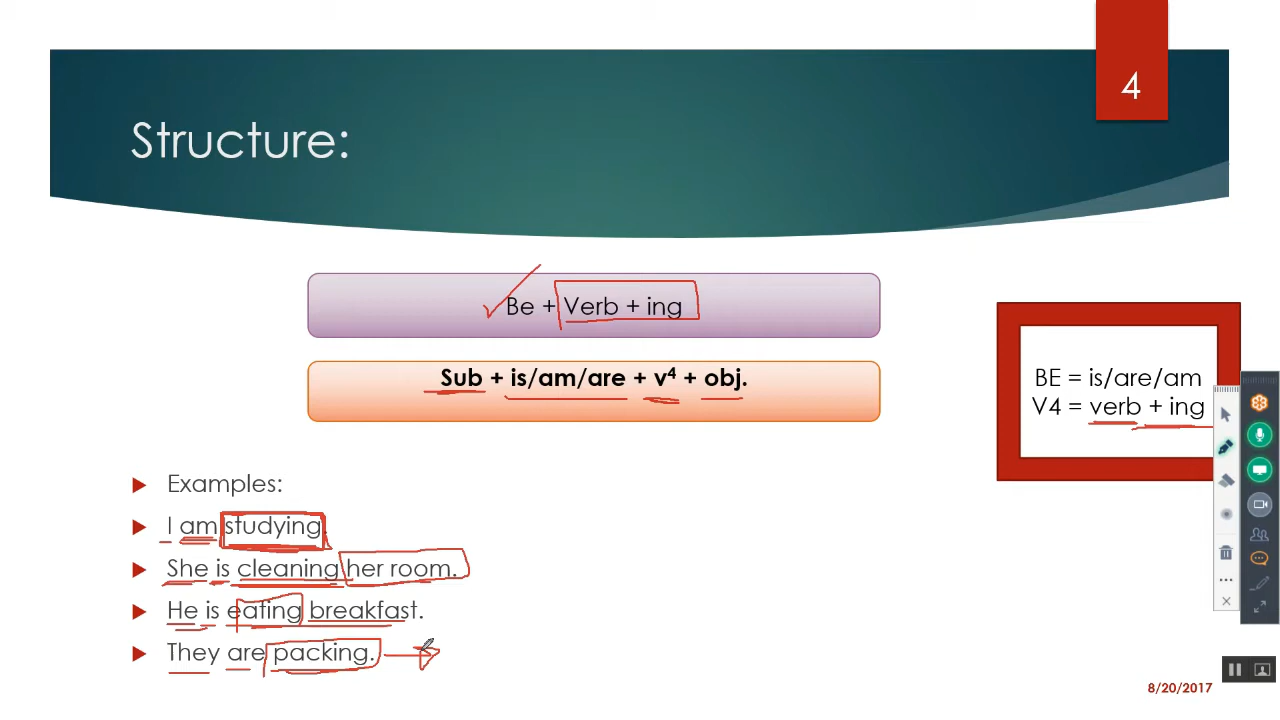 4
Structure:
Be + Verb + ing
Sub + is/am/are + v⁴ + obj.
BE = is/are/am
V4 = verb + ing
Examples:
I am studying.
She is cleaning her room.
He is eating breakfast.
They are packing.
8/20/2017